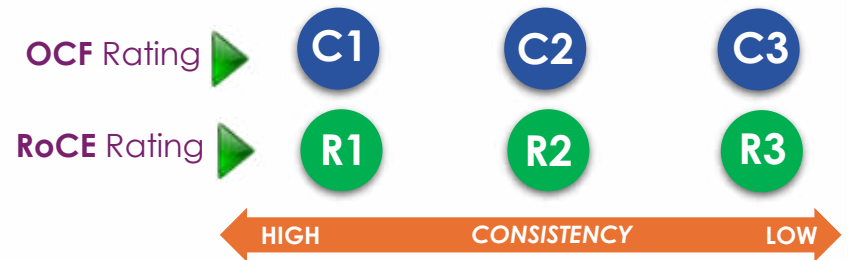 OCF Rating C1 C2 C3
RoCE Rating R1 R2 R3
HIGH CONSISTENCY LOW